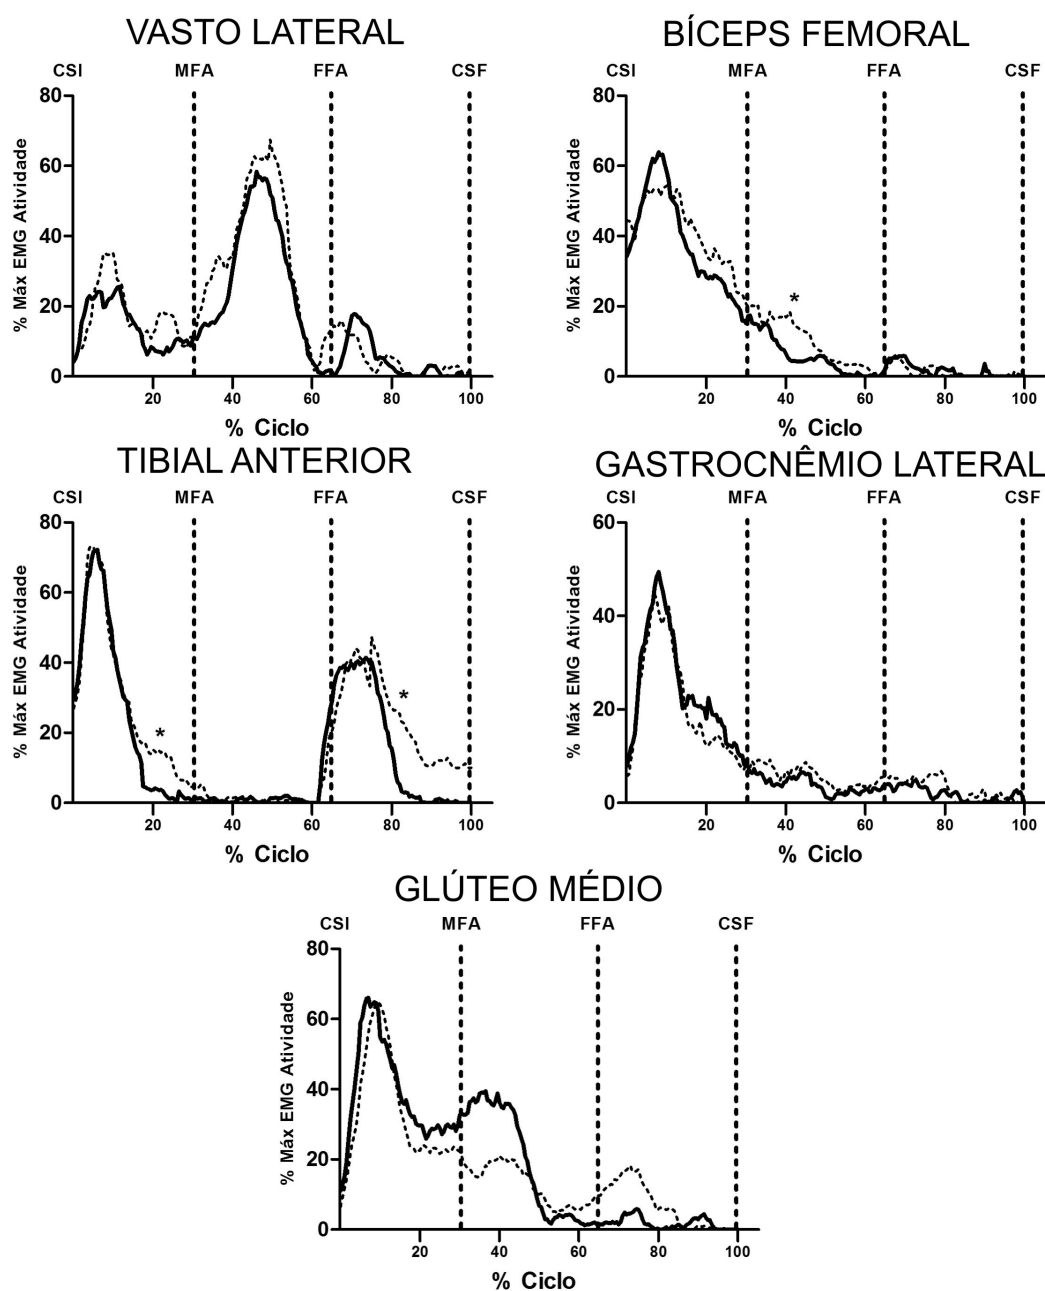 VASTO LATERAL
CSI MFA FFA CSF
80
60
40
20
0
% Máx EMG Atividade
20 40 60 80 100
% Ciclo
BÍCEPS FEMORAL
CSI MFA FFA CSF
80
60
40
20
0
% Máx EMG Atividade
*
20 40 60 80 100
% Ciclo
TIBIAL ANTERIOR
CSI MFA FFA CSF
80
60
40
20
0
% Máx EMG Atividade
*
*
20 40 60 80 100
% Ciclo
GASTROCNÊMIO LATERAL
CSI MFA FFA CSF
60
40
20
0
% Máx EMG Atividade
20 40 60 80 100
% Ciclo
GLÚTEO MÉDIO
CSI MFA FFA CSF
80
60
40
20
0
% Máx EMG Atividade
20 40 60 80 100
% Ciclo